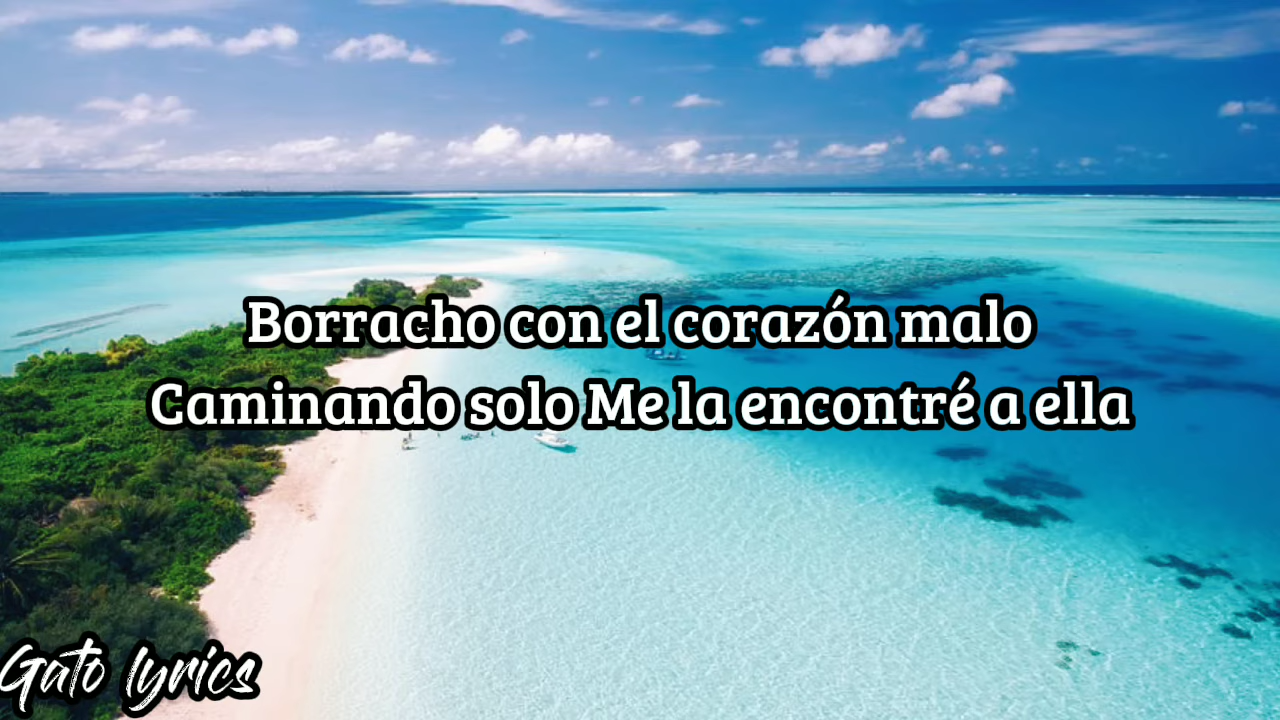 Borracho con el corazón malo
Caminando solo Me la encontré a ella
Gato lyrics